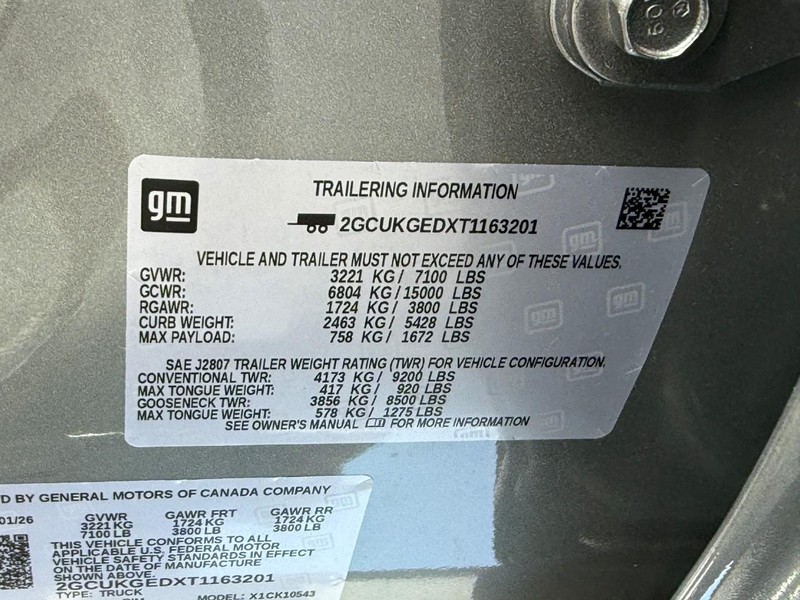 gm
TRAILERING INFORMATION
2GCUKGEDXT1163201
VEHICLE AND TRAILER MUST NOT EXCEED ANY OF THESE VALUES.
GVWR: 3221 KG / 7100 LBS
GCWR: 6804 KG / 15000 LBS
RGAWR: 1724 KG / 3800 LBS
CURB WEIGHT: 2463 KG / 5428 LBS
MAX PAYLOAD: 758 KG / 1672 LBS
SAE J2807 TRAILER WEIGHT RATING (TWR) FOR VEHICLE CONFIGURATION.
CONVENTIONAL TWR: 4173 KG / 9200 LBS
MAX TONGUE WEIGHT: 417 KG / 920 LBS
GOOSENECK TWR: 3856 KG / 8500 LBS
MAX TONGUE WEIGHT: 578 KG / 1275 LBS
SEE OWNER'S MANUAL FOR MORE INFORMATION
D BY GENERAL MOTORS OF CANADA COMPANY
01/26 GVWR GAWR FRT GAWR RR
3221 KG 1724 KG 1724 KG
7100 LB 3800 LB 3800 LB
THIS VEHICLE CONFORMS TO ALL
APPLICABLE U.S. FEDERAL MOTOR
VEHICLE SAFETY STANDARDS IN EFFECT
ON THE DATE OF MANUFACTURE
SHOWN ABOVE.
2GCUKGEDXT1163201
TYPE: TRUCK MODEL: X1CK10543